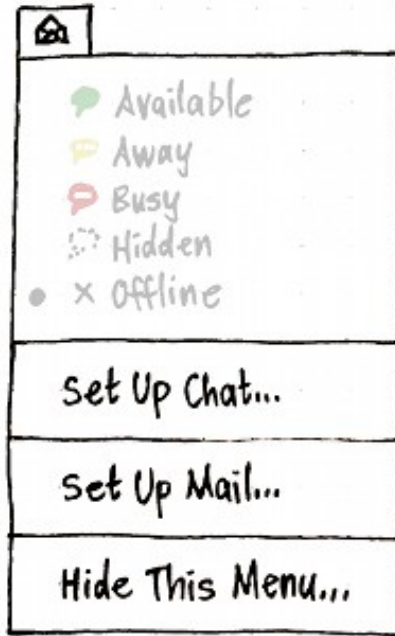 Available
Away
Busy
Hidden
× Offline
Set Up Chat...
Set Up Mail...
Hide This Menu...